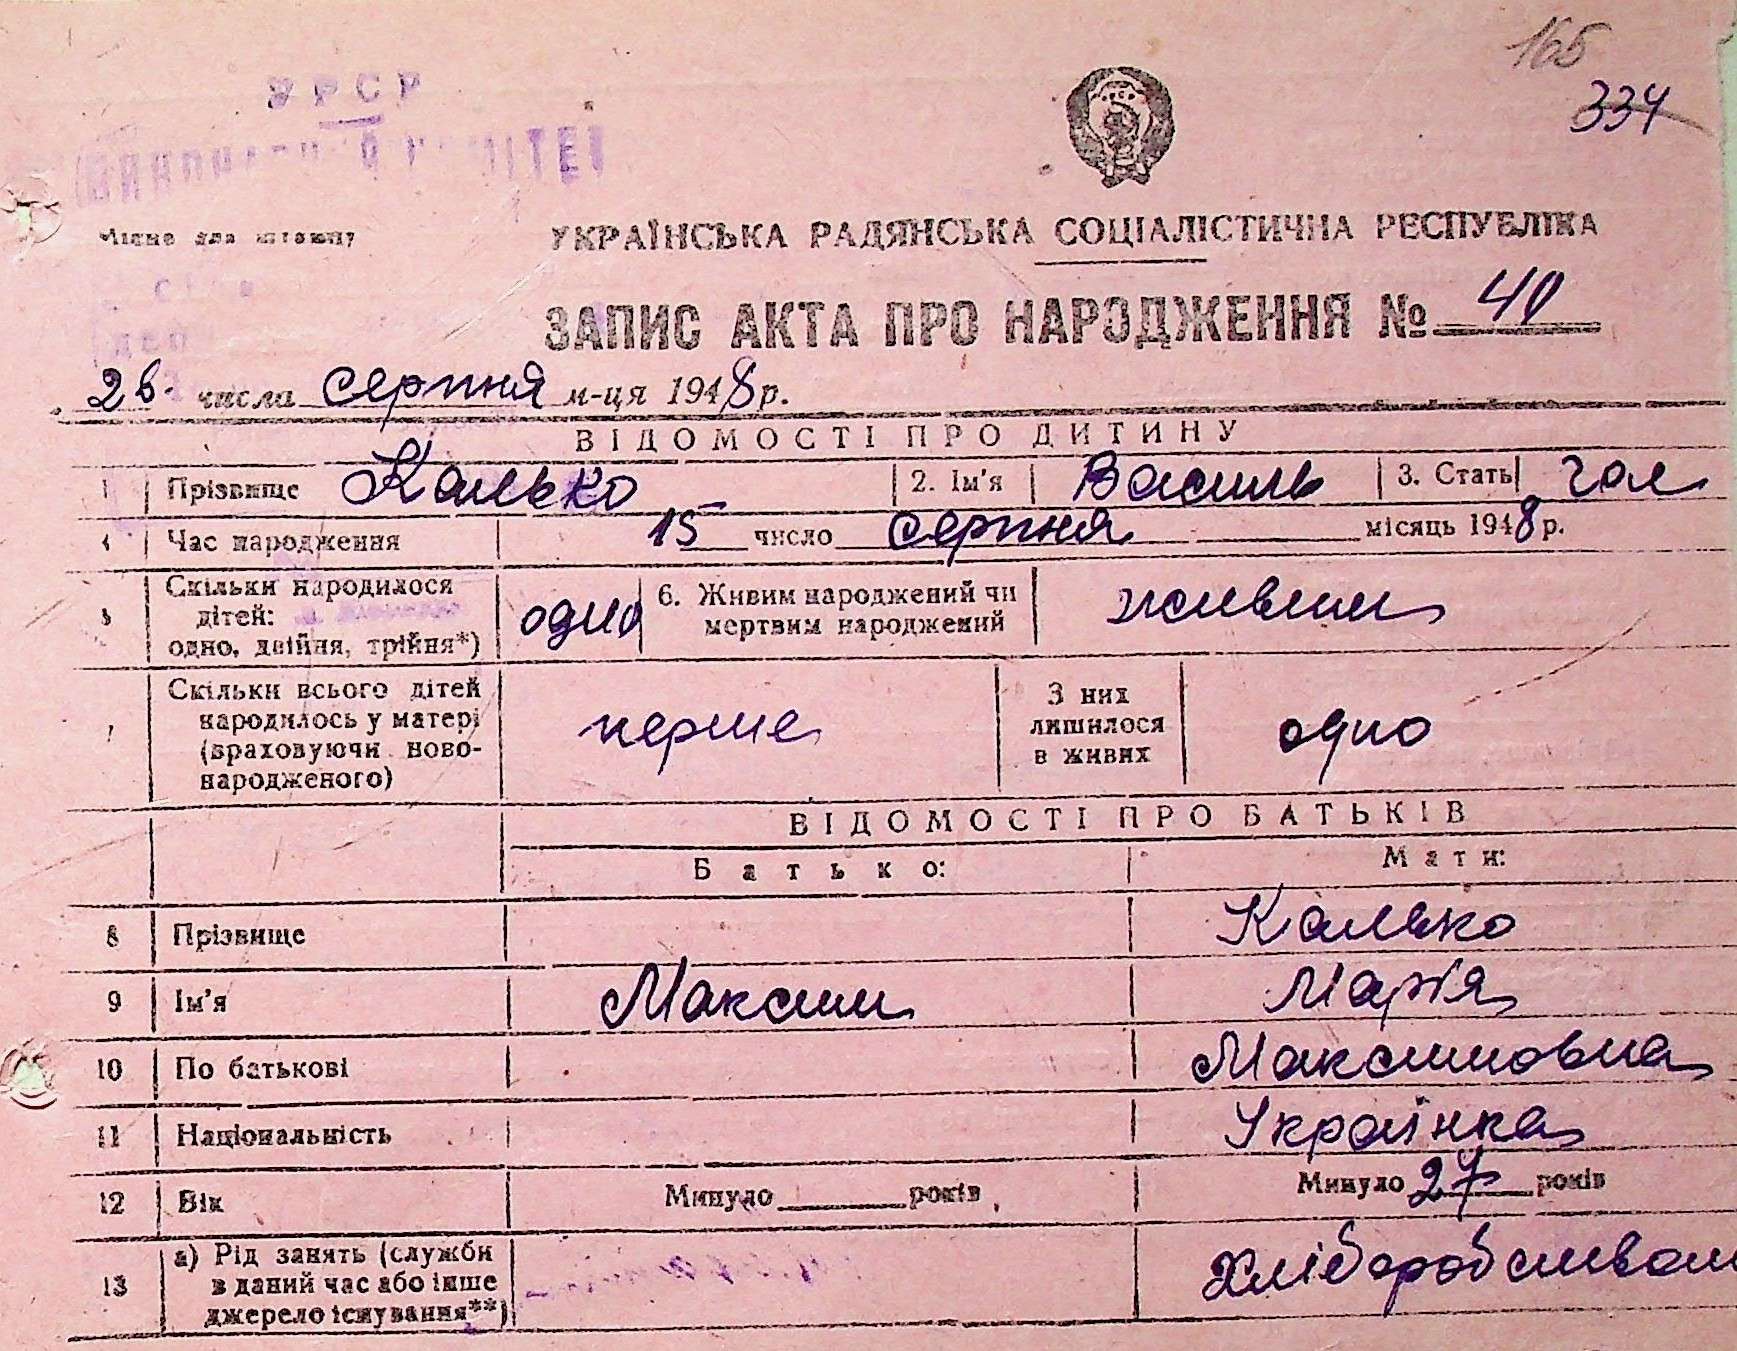 165
334
УРСР
Місце для штампу
УКРАЇНСЬКА РАДЯНСЬКА СОЦІАЛІСТИЧНА РЕСПУБЛІКА
ЗАПИС АКТА ПРО НАРОДЖЕННЯ № 40
26. числа серпня м-ця 1948 р.
ВІДОМОСТІ ПРО ДИТИНУ
1 Прізвище Калько 2. Ім'я Василь 3. Стать чол
4 Час народження 15 число серпня місяць 1948 р.
5 Скільки народилося дітей: одно, двійня, трійня*) одно 6. Живим народжений чи мертвим народжений живим
7 Скільки всього дітей народилось у матері (враховуючи новонародженого) перше З них лишилося в живих одно
ВІДОМОСТІ ПРО БАТЬКІВ
Батько: Мати:
8 Прізвище Калько
9 Ім'я Максим Марія
10 По батькові Максимовна
11 Національність Українка
12 Вік Минуло років Минуло 27 років
13 а) Рід занять (служби в даний час або інше джерело існування**) Хліборобством